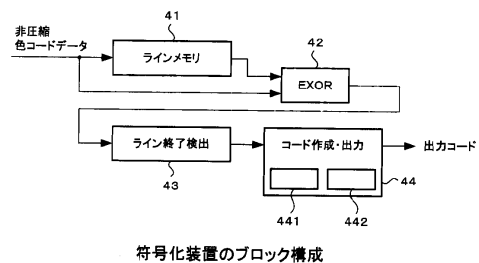 41
非圧縮
色コードデータ
ラインメモリ
42
EXOR
ライン終了検出
43
コード作成・出力
出力コード
44
441
442
符号化装置のブロック構成